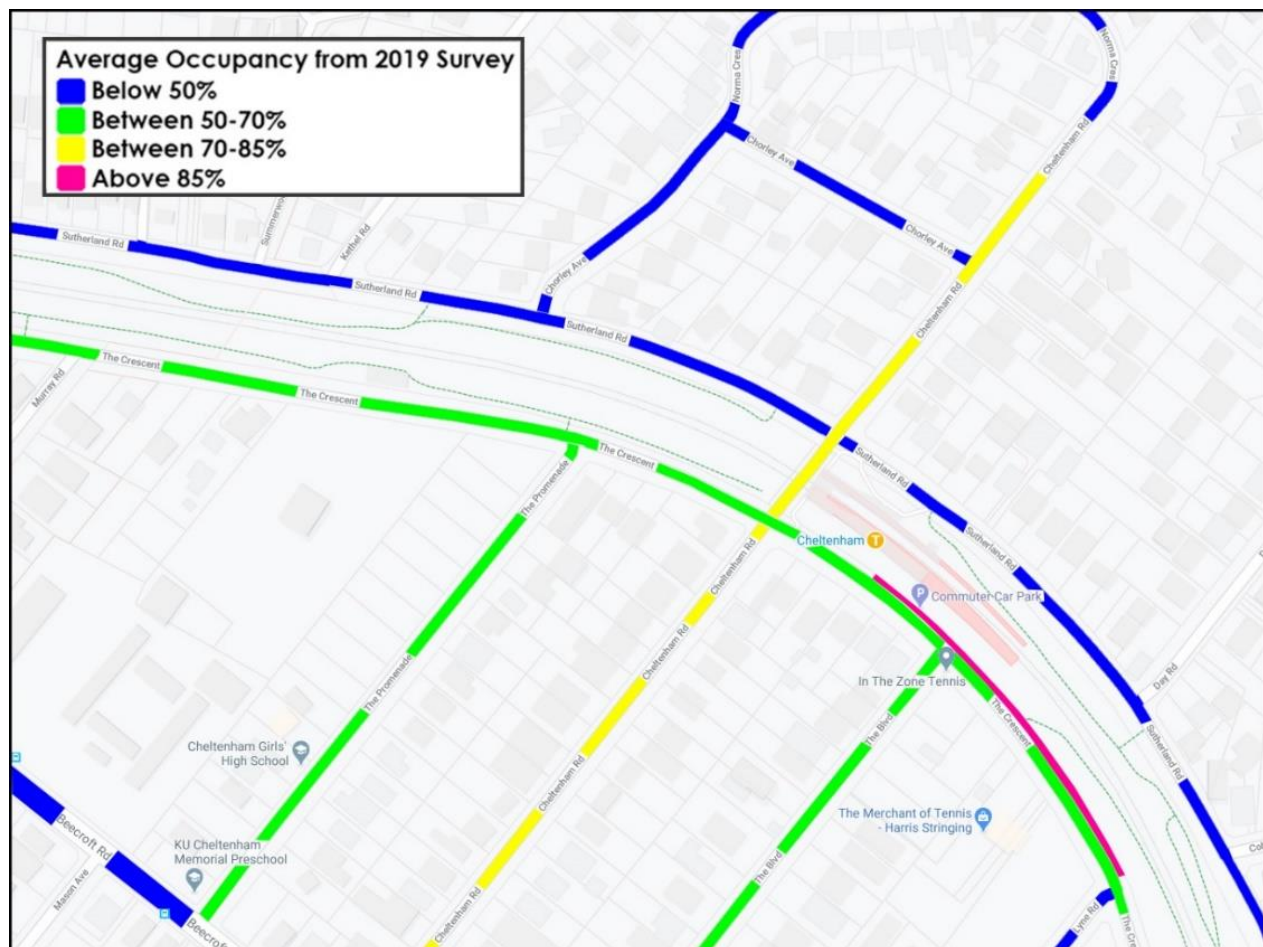 Average Occupancy from 2019 Survey
Below 50%
Between 50-70%
Between 70-85%
Above 85%
Norma Cres
Norma Cres
Cheltenham Rd
Chorley Ave
Chorley Ave
Chorley Ave
Kethel Rd
Sutherland Rd
Sutherland Rd
Sutherland Rd
Cheltenham Rd
The Crescent
The Crescent
Murray Rd
The Crescent
Sutherland Rd
The Promenade
Cheltenham
Cheltenham Rd
Sutherland Rd
Commuter Car Park
Cheltenham Rd
The Promenade
In The Zone Tennis
Day Rd
The Crescent
The Blvd
Sutherland Rd
Cheltenham Girls'
High School
Cheltenham Rd
The Merchant of Tennis
- Harris Stringing
Beecroft Rd
KU Cheltenham
Memorial Preschool
Mason Ave
The Blvd
Cheltenham Rd
Lyne Rd